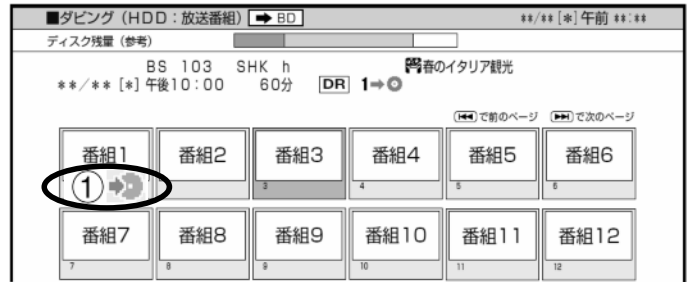 ■ダビング（HDD：放送番組）➡BD　**/**[*]午前 **:**
ディスク残量（参考）
BS 103 SHK h 春のイタリア観光
**/**[*]午後10:00 60分 DR 1⇒
⏮で前のページ ⏭で次のページ
番組1 番組2 番組3 番組4 番組5 番組6
① 3 4 5 6
番組7 番組8 番組9 番組10 番組11 番組12
7 8 9 10 11 12